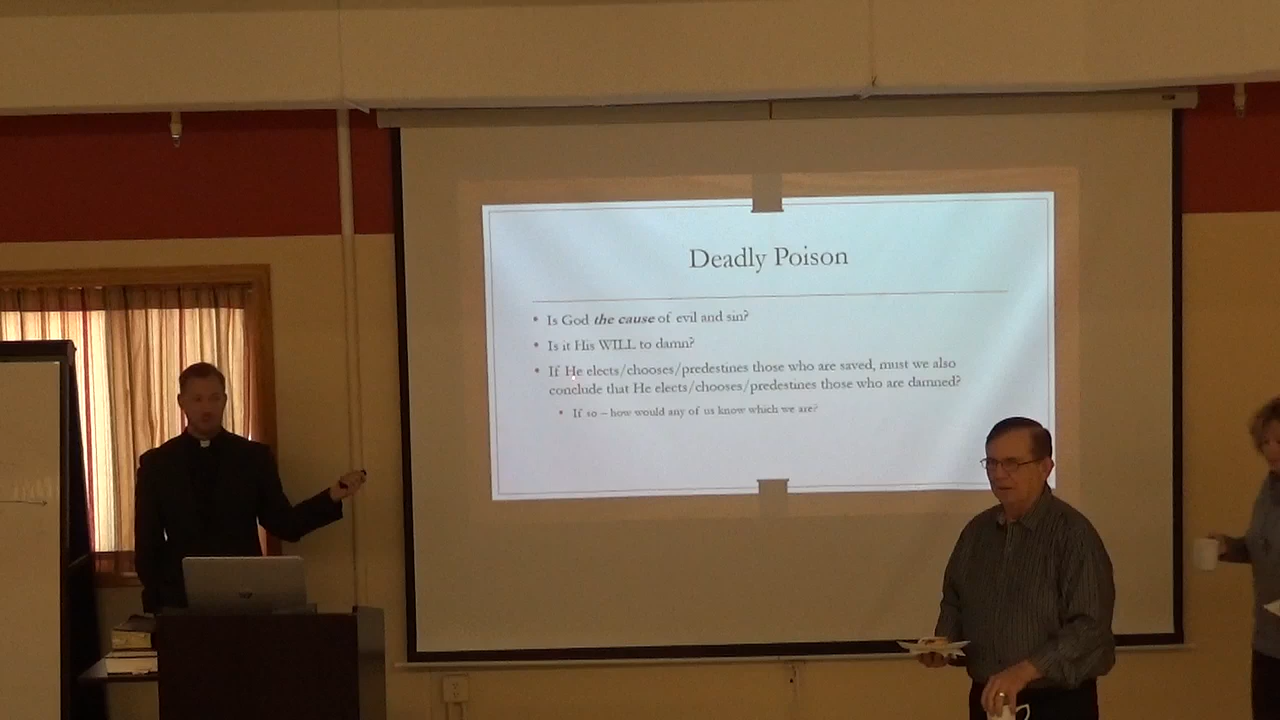 Deadly Poison
• Is God the cause of evil and sin?
• Is it His WILL to damn?
• If He elects/chooses/predestines those who are saved, must we also
conclude that He elects/chooses/predestines those who are damned?
• If so – how would any of us know which we are?